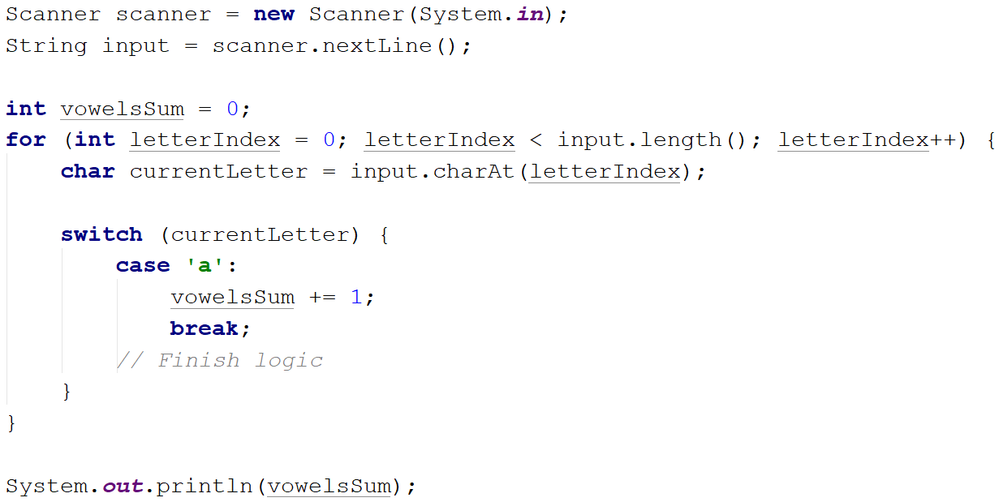 Scanner scanner = new Scanner(System.in);
String input = scanner.nextLine();

int vowelsSum = 0;
for (int letterIndex = 0; letterIndex < input.length(); letterIndex++) {
    char currentLetter = input.charAt(letterIndex);

    switch (currentLetter) {
        case 'a':
            vowelsSum += 1;
            break;
        // Finish logic
    }
}

System.out.println(vowelsSum);